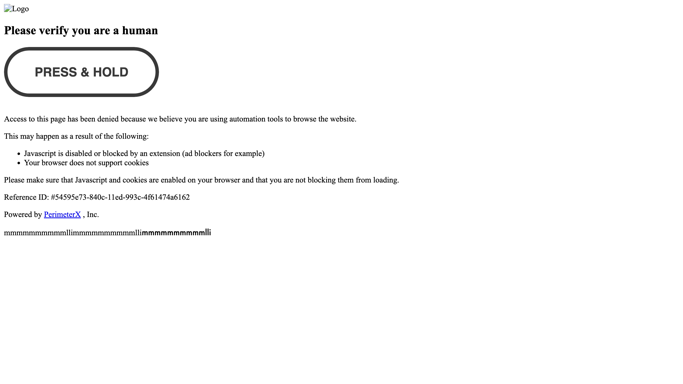 Logo
Please verify you are a human
PRESS & HOLD
Access to this page has been denied because we believe you are using automation tools to browse the website.
This may happen as a result of the following:
• Javascript is disabled or blocked by an extension (ad blockers for example)
• Your browser does not support cookies
Please make sure that Javascript and cookies are enabled on your browser and that you are not blocking them from loading.
Reference ID: #54595e73-840c-11ed-993c-4f61474a6162
Powered by PerimeterX , Inc.
mmmmmmmmmmllimmmmmmmmmmllimmmmmmmmmmlli